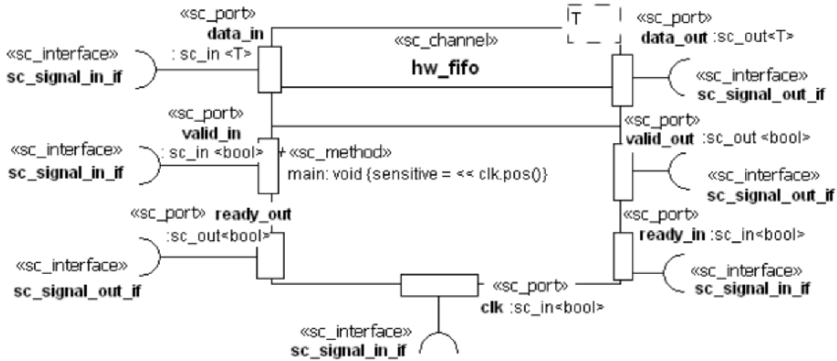 «sc_port»
data_in
: sc_in <T>
«sc_interface»
sc_signal_in_if
«sc_channel»
hw_fifo
T
«sc_port»
data_out :sc_out<T>
«sc_interface»
sc_signal_out_if
«sc_port»
valid_in
: sc_in <bool>
«sc_interface»
sc_signal_in_if
+ «sc_method»
main: void {sensitive = << clk.pos()}
«sc_port»
valid_out :sc_out <bool>
«sc_interface»
sc_signal_out_if
«sc_port» ready_out
:sc_out<bool>
«sc_interface»
sc_signal_out_if
«sc_port»
ready_in :sc_in<bool>
«sc_interface»
sc_signal_in_if
«sc_port»
clk :sc_in<bool>
«sc_interface»
sc_signal_in_if